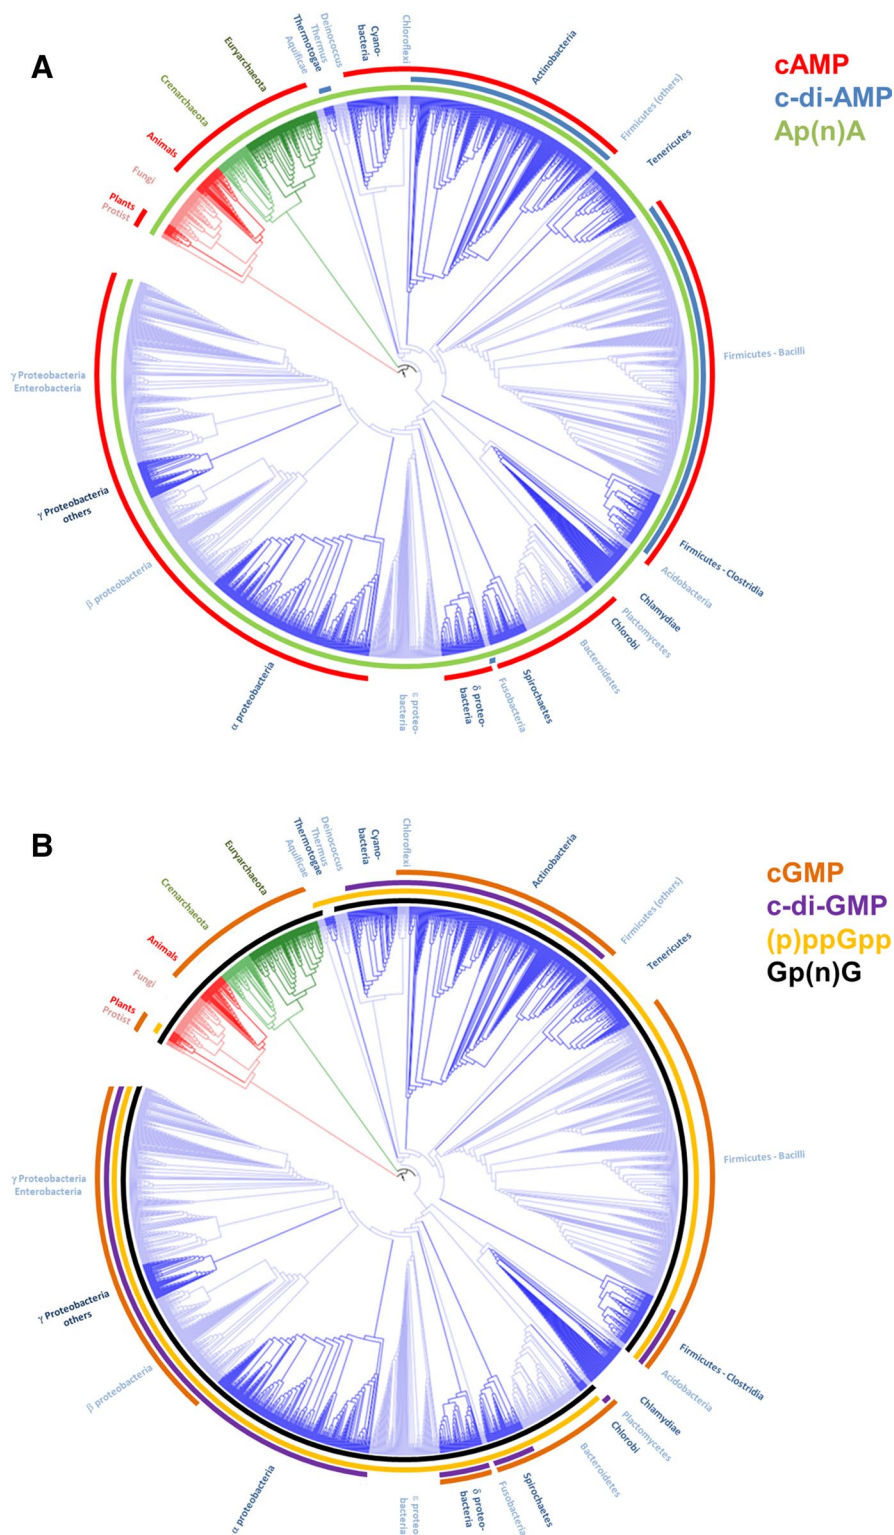 A
cAMP
c-di-AMP
Ap(n)A
Protist
Plants
Fungi
Animals
Crenarchaeota
Euryarchaeota
Aquificae
Thermotogae
Thermus
Deinococcus
Cyano-
bacteria
Chloroflexi
Actinobacteria
Firmicutes (others)
Tenericutes
Firmicutes - Bacilli
Firmicutes - Clostridia
Acidobacteria
Chlamydiae
Plactomycetes
Chlorobi
Bacteroidetes
Spirochaetes
Fusobacteria
δ proteo-
bacteria
ε proteo-
bacteria
α proteobacteria
β proteobacteria
γ Proteobacteria
others
γ Proteobacteria
Enterobacteria
B
cGMP
c-di-GMP
(p)ppGpp
Gp(n)G
Protist
Plants
Fungi
Animals
Crenarchaeota
Euryarchaeota
Aquificae
Thermotogae
Thermus
Deinococcus
Cyano-
bacteria
Chloroflexi
Actinobacteria
Firmicutes (others)
Tenericutes
Firmicutes - Bacilli
Firmicutes - Clostridia
Acidobacteria
Chlamydiae
Plactomycetes
Chlorobi
Bacteroidetes
Spirochaetes
Fusobacteria
δ proteo-
bacteria
ε proteo
bacteria
α proteobacteria
β proteobacteria
γ Proteobacteria
others
γ Proteobacteria
Enterobacteria